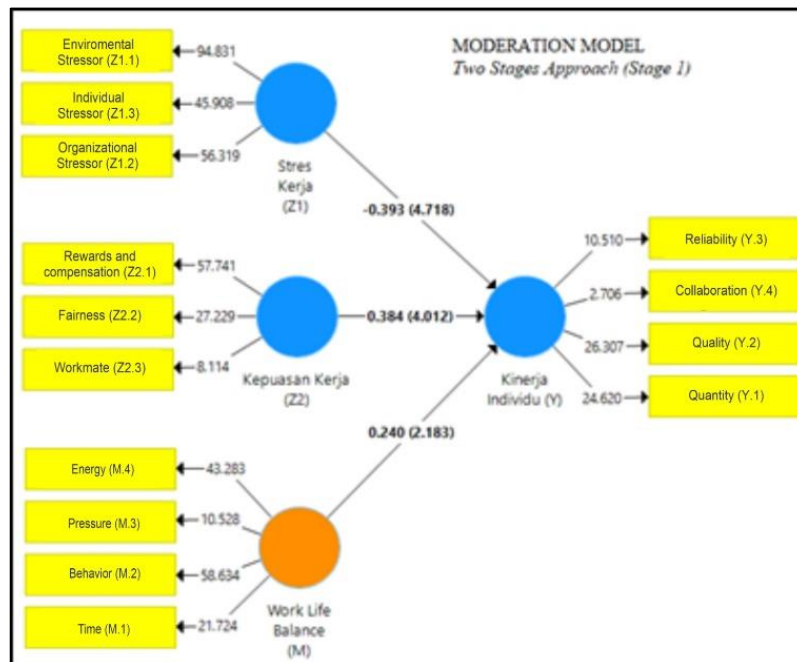 MODERATION MODEL
Two Stages Approach (Stage 1)
Enviromental
Stressor (Z1.1)
94.831
Individual
Stressor (Z1.3)
45.908
Organizational
Stressor (Z1.2)
56.319
Stres
Kerja
(Z1)
-0.393 (4.718)
Rewards and
compensation (Z2.1)
57.741
Fairness (Z2.2)
27.229
Workmate (Z2.3)
8.114
Kepuasan Kerja
(Z2)
0.384 (4.012)
10.510
Reliability (Y.3)
2.706
Collaboration (Y.4)
26.307
Quality (Y.2)
24.620
Quantity (Y.1)
Kinerja
Individu (Y)
0.240 (2.183)
Energy (M.4)
43.283
Pressure (M.3)
10.528
Behavior (M.2)
58.634
Time (M.1)
21.724
Work Life
Balance
(M)